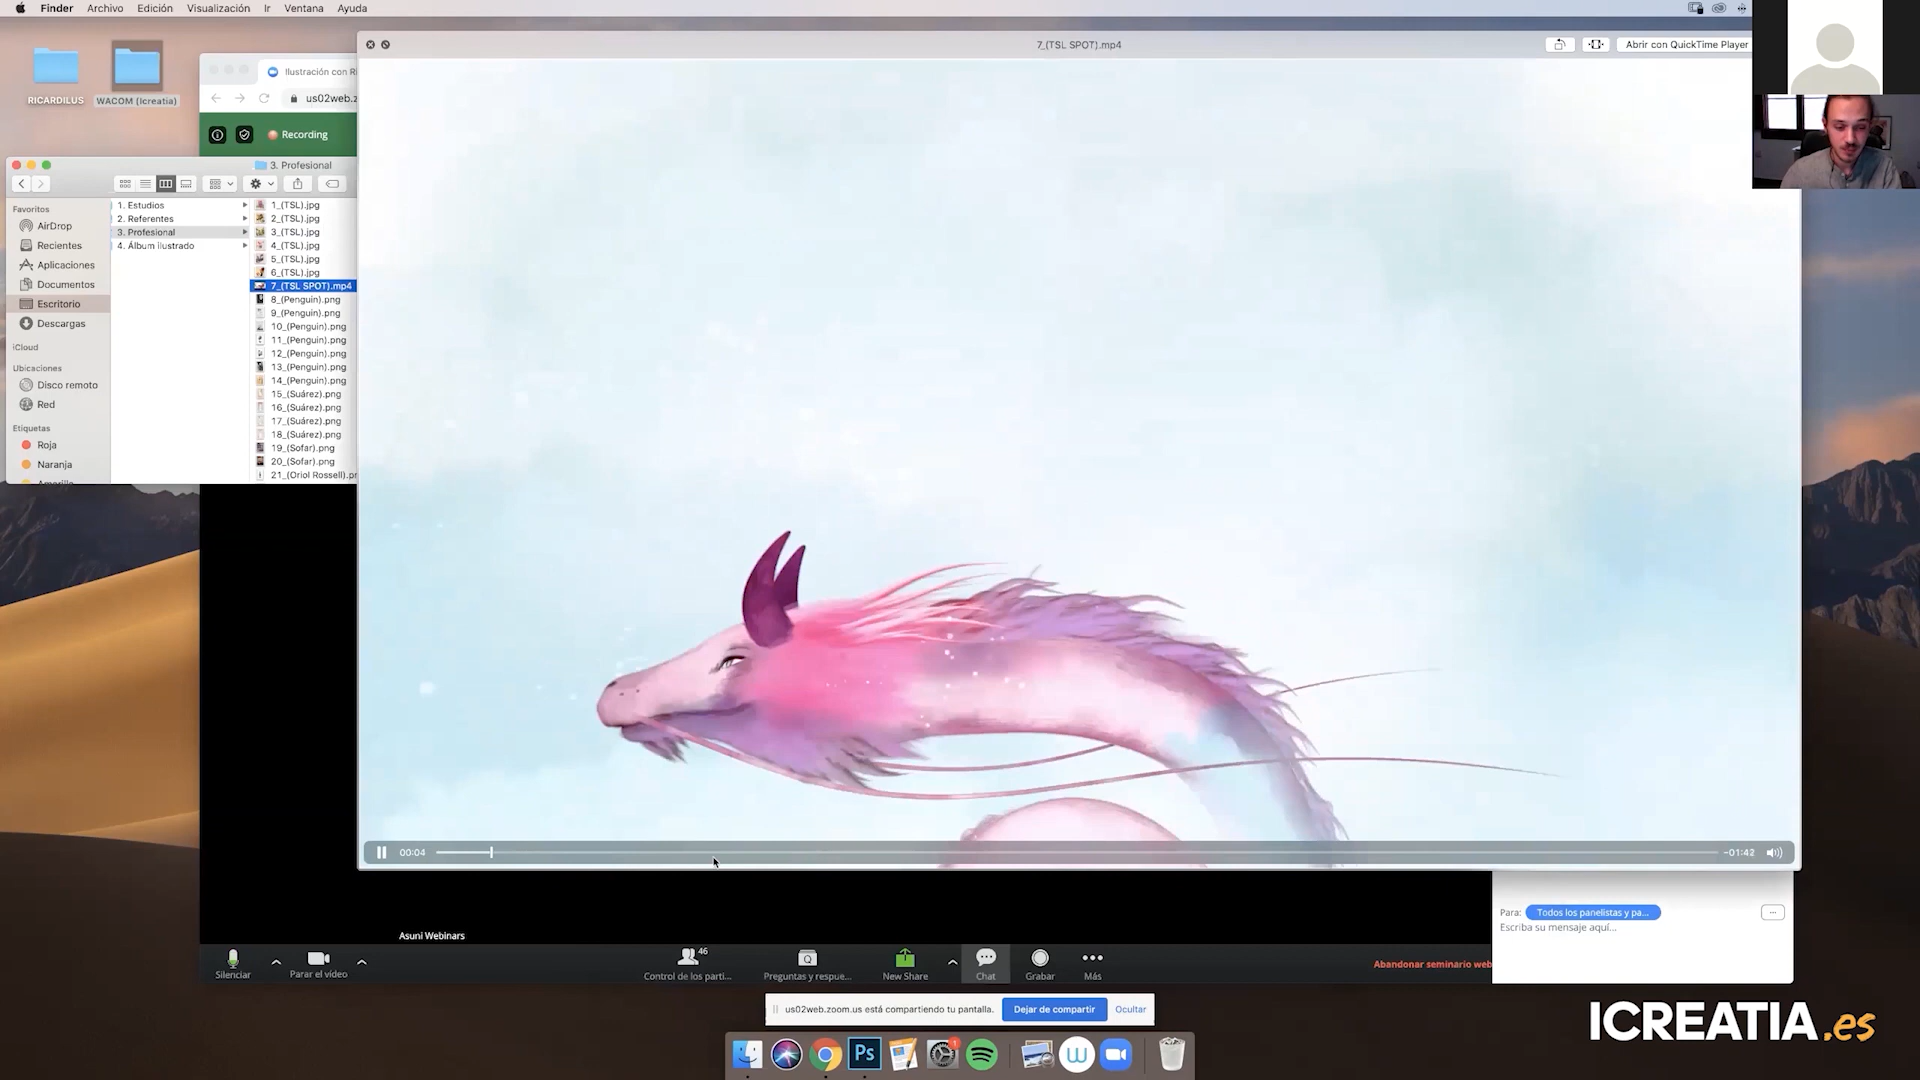 Finder Archivo Edición Visualización Ir Ventana Ayuda
7_(TSL SPOT).mp4
Abrir con QuickTime Player
RICARDILUS
WACOM (Icreatia)
Ilustración con Ri
us02web.z
Recording
3. Profesional
Favoritos
AirDrop
Recientes
Aplicaciones
Documentos
Escritorio
Descargas
iCloud
Ubicaciones
Disco remoto
Red
Etiquetas
Roja
Naranja
Amarilla
1. Estudios
2. Referentes
3. Profesional
4. Álbum ilustrado
1_(TSL).jpg
2_(TSL).jpg
3_(TSL).jpg
4_(TSL).jpg
5_(TSL).jpg
6_(TSL).jpg
7_(TSL SPOT).mp4
8_(Penguin).png
9_(Penguin).png
10_(Penguin).png
11_(Penguin).png
12_(Penguin).png
13_(Penguin).png
14_(Penguin).png
15_(Suárez).png
16_(Suárez).png
17_(Suárez).png
18_(Suárez).png
19_(Sofar).png
20_(Sofar).png
21_(Oriol Rossell).pn
00:04
-01:42
Asuni Webinars
Silenciar
Parar el vídeo
46
Control de los parti...
Preguntas y respue...
New Share
Chat
Grabar
Más
Abandonar seminario web
Para: Todos los panelistas y pa...
Escriba su mensaje aquí...
us02web.zoom.us está compartiendo tu pantalla.
Dejar de compartir
Ocultar
Ps
1
ICREATIA.es